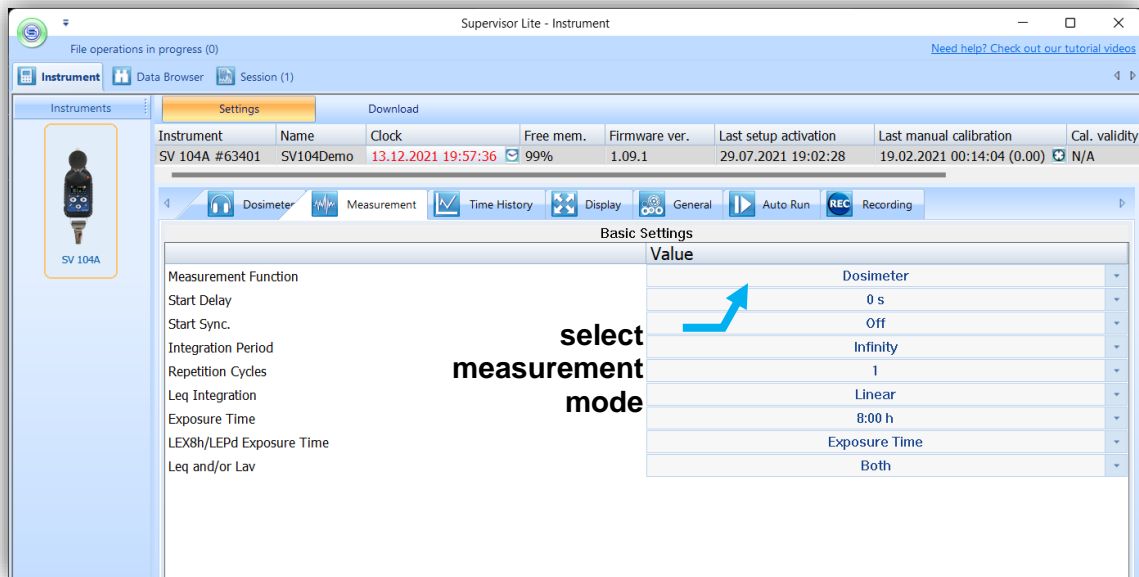 Supervisor Lite - Instrument
File operations in progress (0)
Need help? Check out our tutorial videos
Instrument Data Browser Session (1)
Instruments
Settings Download
Instrument Name Clock Free mem. Firmware ver. Last setup activation Last manual calibration Cal. validity
SV 104A #63401 SV104Demo 13.12.2021 19:57:36 99% 1.09.1 29.07.2021 19:02:28 19.02.2021 00:14:04 (0.00) N/A
SV 104A
Dosimeter Measurement Time History Display General Auto Run REC Recording
Basic Settings
Value
Measurement Function Dosimeter
Start Delay 0 s
Start Sync. Off
Integration Period Infinity
Repetition Cycles 1
Leq Integration Linear
Exposure Time 8:00 h
LEX8h/LEPd Exposure Time Exposure Time
Leq and/or Lav Both
select
measurement
mode